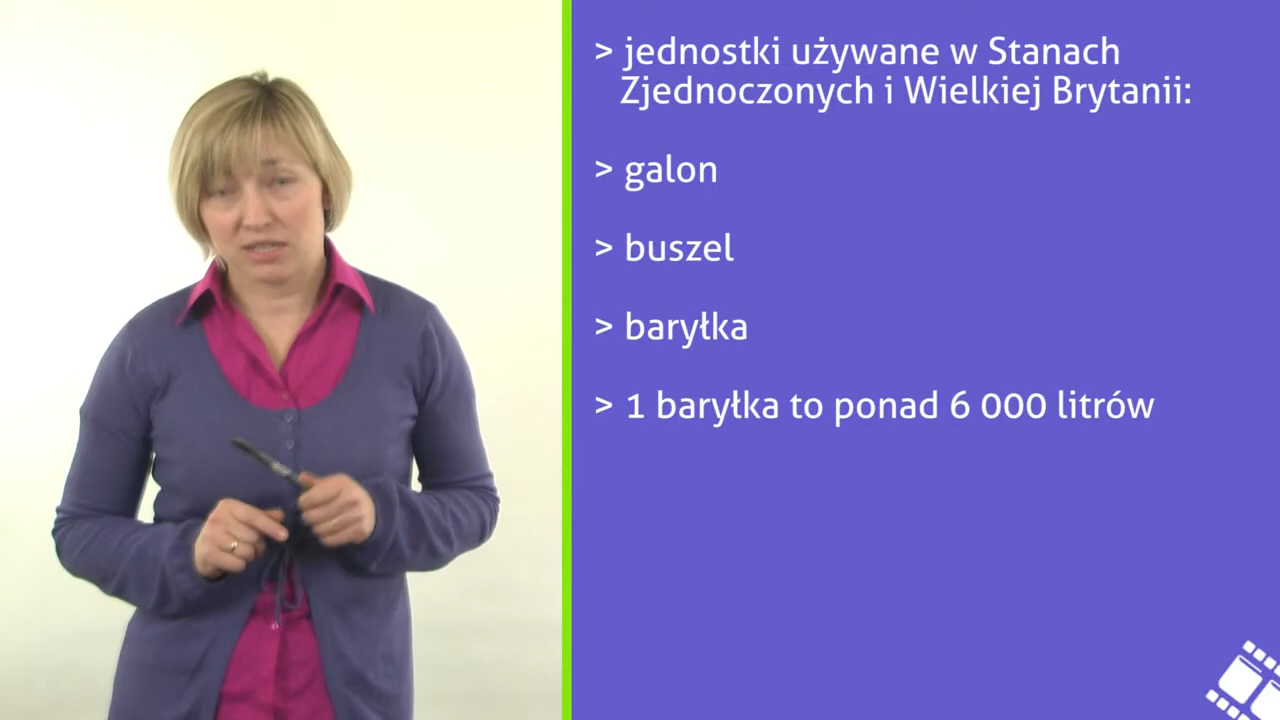 > jednostki używane w Stanach
Zjednoczonych i Wielkiej Brytanii:
> galon
> buszel
> baryłka
> 1 baryłka to ponad 6 000 litrów